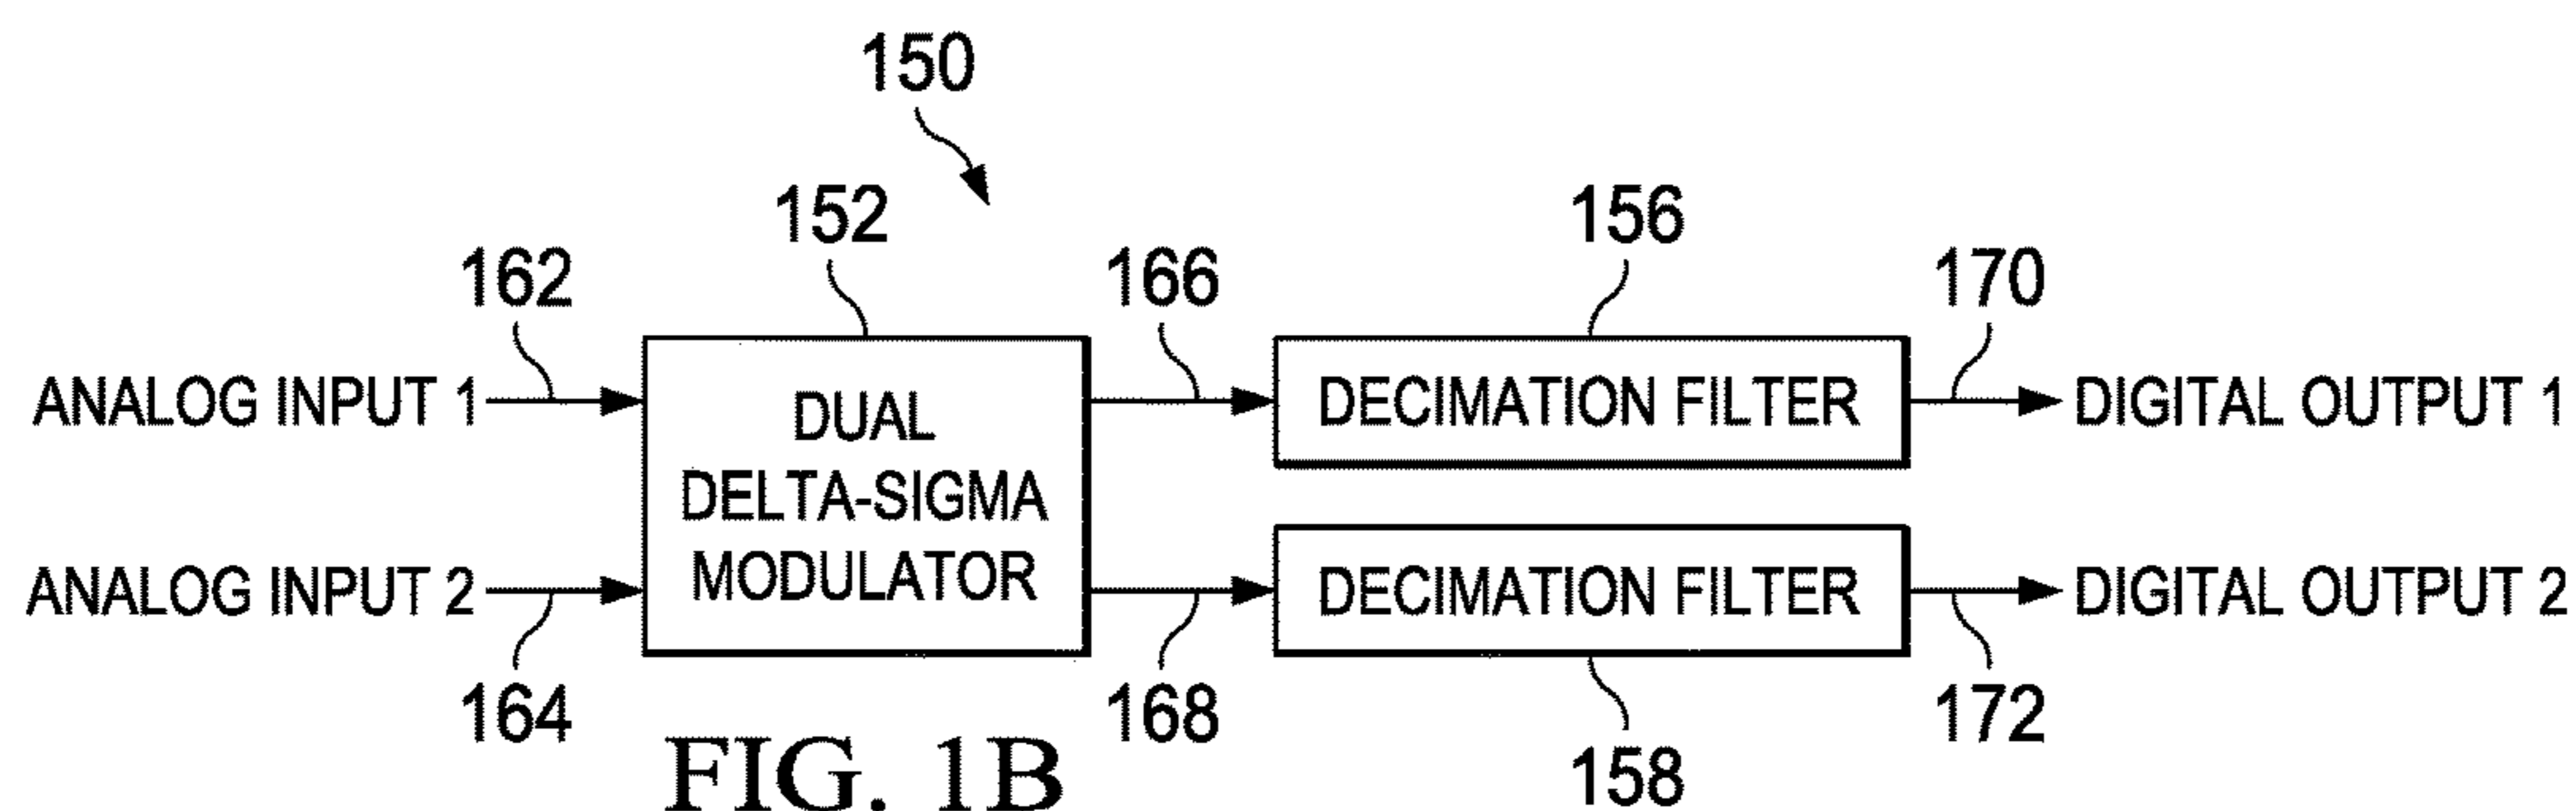 150
152
156
162
166
170
ANALOG INPUT 1
DUAL
DELTA-SIGMA
MODULATOR
DECIMATION FILTER
DIGITAL OUTPUT 1
ANALOG INPUT 2
DECIMATION FILTER
DIGITAL OUTPUT 2
164
168
172
158
FIG. 1B